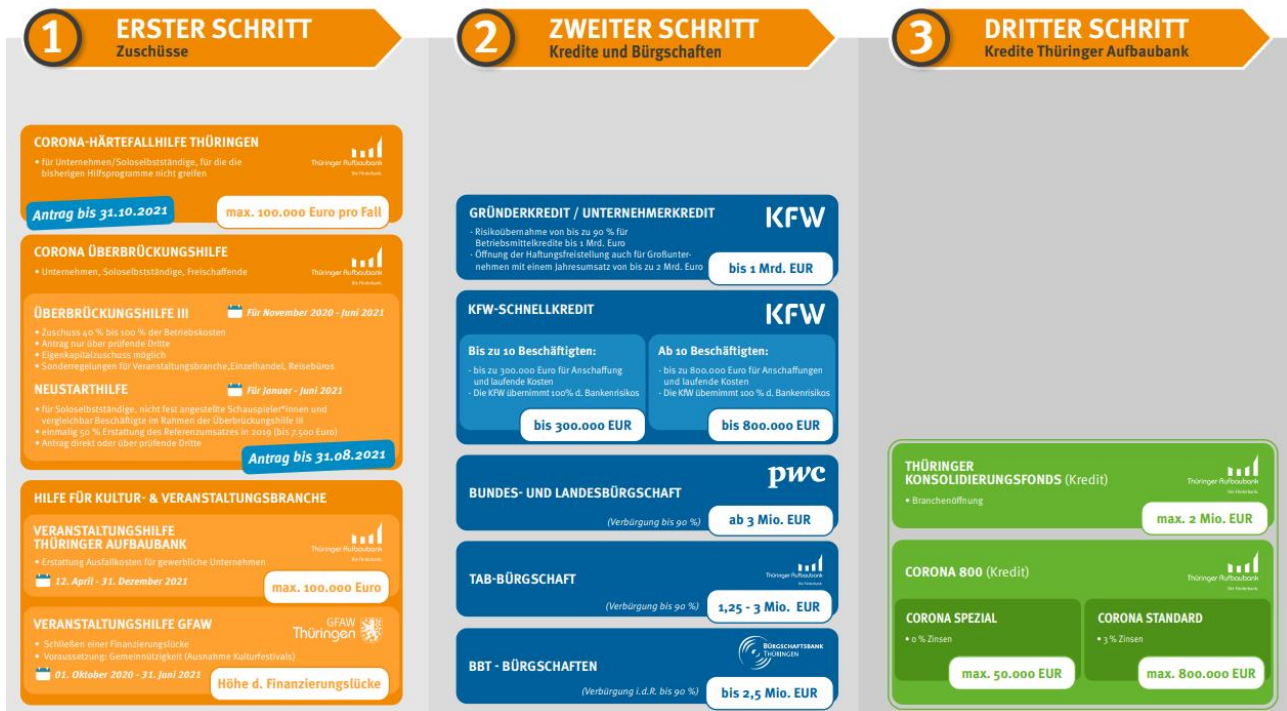 1
ERSTER SCHRITT
Zuschüsse
CORONA-HÄRTEFALLHILFE THÜRINGEN
• für Unternehmen/Soloselbstständige, für die die
bisherigen Hilfsprogramme nicht greifen
Thüringer Aufbaubank
Die Förderbank.
Antrag bis 31.10.2021
max. 100.000 Euro pro Fall
CORONA ÜBERBRÜCKUNGSHILFE
• Unternehmen, Soloselbstständige, Freischaffende
Thüringer Aufbaubank
Die Förderbank.
ÜBERBRÜCKUNGSHILFE III
Für November 2020 - Juni 2021
• Zuschuss 40 % bis 100 % der Betriebskosten
• Antrag nur über prüfende Dritte
• Eigenkapitalzuschuss möglich
• Sonderregelungen für Veranstaltungsbranche,Einzelhandel, Reisebüros
NEUSTARTHILFE
Für Januer - Juni 2021
• für Soloselbstständige, nicht fest angestellte Schauspieler*innen und
vergleichbar Beschäftigte im Rahmen der Überbrückungshilfe III
• einmalig 50 % Erstattung des Referenzumsatzes in 2019 (bis 7.500 Euro)
• Antrag direkt oder über prüfende Dritte
Antrag bis 31.08.2021
HILFE FÜR KULTUR- & VERANSTALTUNGSBRANCHE
VERANSTALTUNGSHILFE
THÜRINGER AUFBAUBANK
Thüringer Aufbaubank
Die Förderbank.
• Erstattung Ausfallkosten für gewerbliche Unternehmen
12. April - 31. Dezember 2021
max. 100.000 Euro
VERANSTALTUNGSHILFE GFAW
GFAW
Thüringen
• Schließen einer Finanzierungslücke
• Voraussetzung: Gemeinnützigkeit (Ausnahme Kulturfestivals)
01. Oktober 2020 - 31. Juni 2021
Höhe d. Finanzierungslücke
2
ZWEITER SCHRITT
Kredite und Bürgschaften
GRÜNDERKREDIT / UNTERNEHMERKREDIT
KFW
- Risikoübernahme von bis zu 90 % für
Betriebsmittelkredite bis 1 Mrd. Euro
- Öffnung der Haftungsfreistellung auch für Großunter-
nehmen mit einem Jahresumsatz von bis zu 2 Mrd. Euro
bis 1 Mrd. EUR
KFW-SCHNELLKREDIT
KFW
Bis zu 10 Beschäftigten:
- bis zu 300.000 Euro für Anschaffung
und laufende Kosten
- Die KfW übernimmt 100% d. Bankenrisikos
bis 300.000 EUR
Ab 10 Beschäftigten:
- bis zu 800.000 Euro für Anschaffungen
und laufende Kosten
- Die KfW übernimmt 100 % d. Bankenrisikos
bis 800.000 EUR
BUNDES- UND LANDESBÜRGSCHAFT
pwc
(Verbürgung bis 90 %)
ab 3 Mio. EUR
TAB-BÜRGSCHAFT
Thüringer Aufbaubank
Die Förderbank.
(Verbürgung bis 90 %)
1,25 - 3 Mio. EUR
BBT - BÜRGSCHAFTEN
BÜRGSCHAFTSBANK
THÜRINGEN
(Verbürgung i.d.R. bis 90 %)
bis 2,5 Mio. EUR
3
DRITTER SCHRITT
Kredite Thüringer Aufbaubank
THÜRINGER
KONSOLIDIERUNGSFONDS (Kredit)
• Branchenöffnung
Thüringer Aufbaubank
Die Förderbank.
max. 2 Mio. EUR
CORONA 800 (Kredit)
Thüringer Aufbaubank
Die Förderbank.
CORONA SPEZIAL
• 0 % Zinsen
max. 50.000 EUR
CORONA STANDARD
• 3 % Zinsen
max. 800.000 EUR